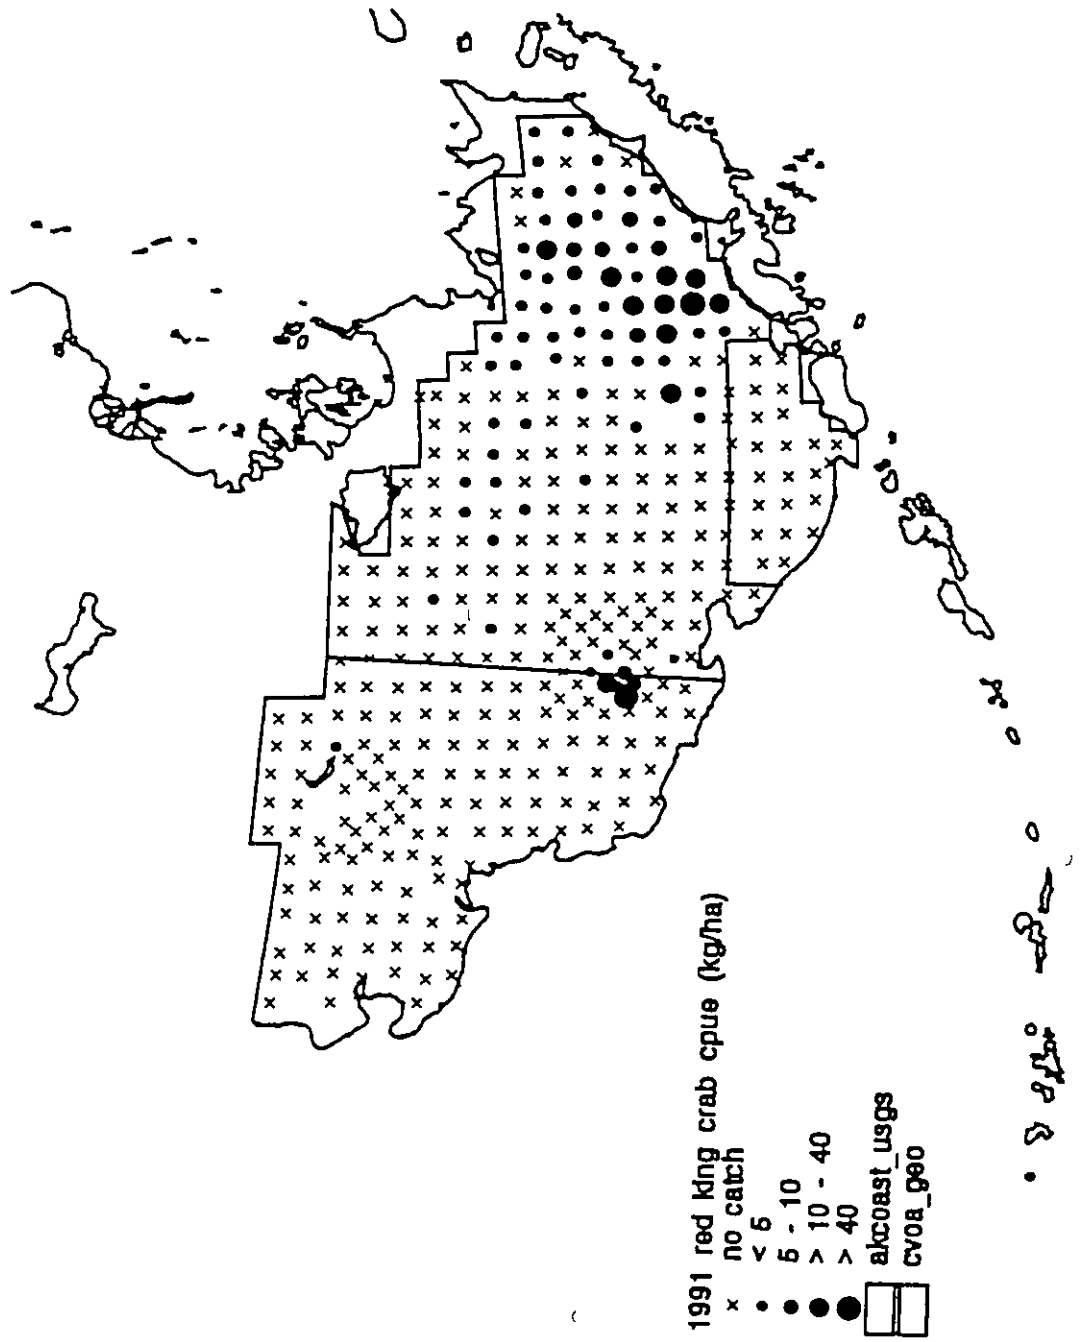 1991 red king crab cpue (kg/ha)
× no catch
< 5
5 - 10
> 10 - 40
> 40
akcoast_usgs
cvoa_geo